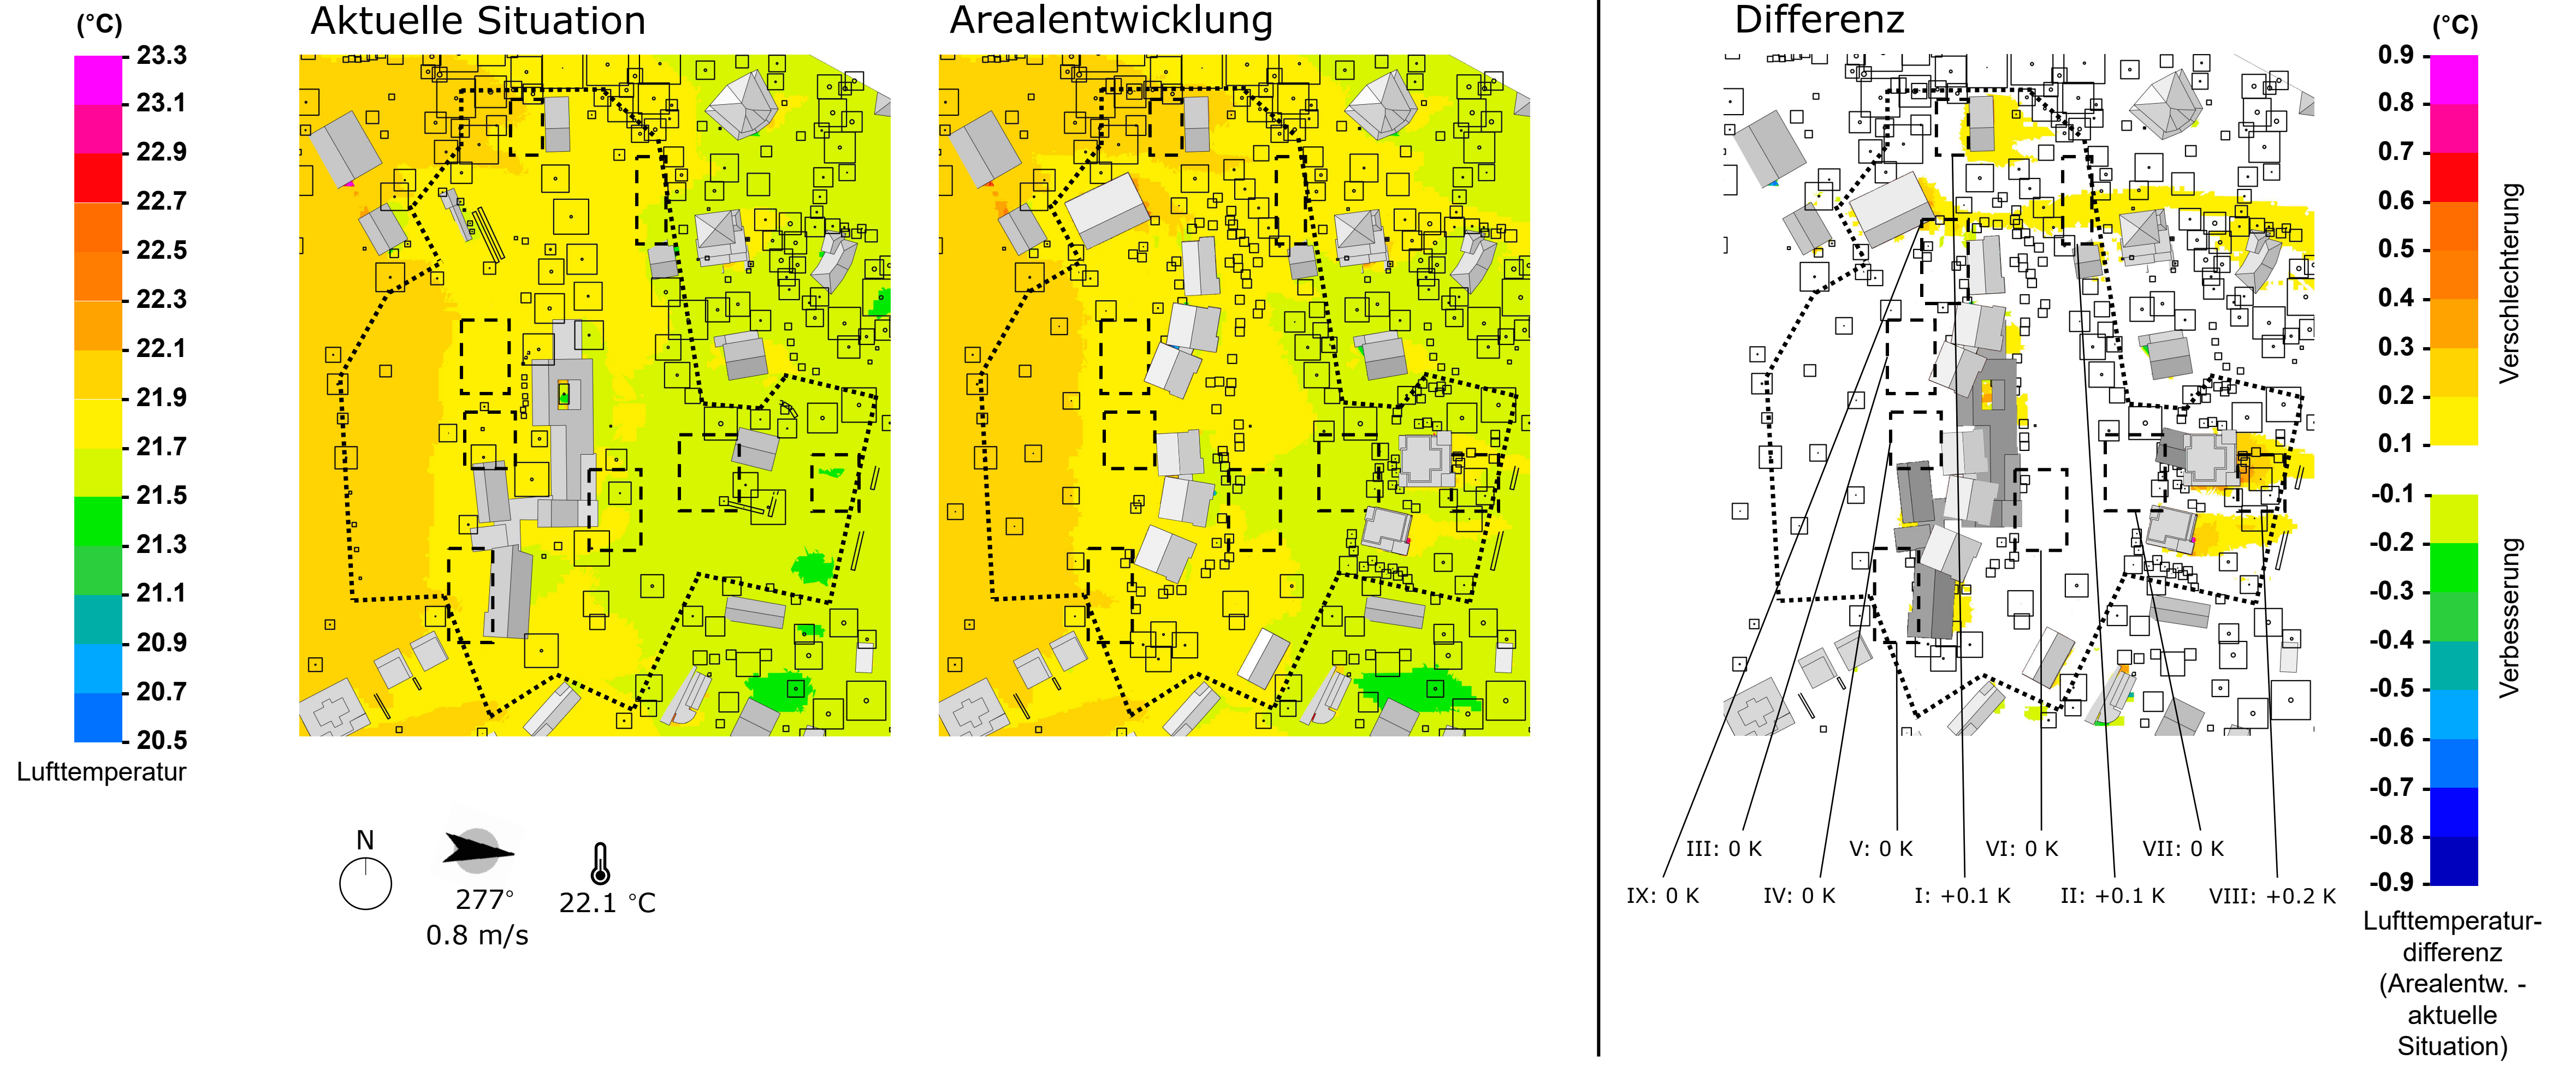 Aktuelle Situation
Arealentwicklung
Differenz
(°C)
23.3
23.1
22.9
22.7
22.5
22.3
22.1
21.9
21.7
21.5
21.3
21.1
20.9
20.7
20.5
Lufttemperatur
N
277°
0.8 m/s
22.1 °C
III: 0 K
V: 0 K
VI: 0 K
VII: 0 K
IX: 0 K
IV: 0 K
I: +0.1 K
II: +0.1 K
VIII: +0.2 K
(°C)
0.9
0.8
0.7
0.6
0.5
0.4
0.3
0.2
0.1
-0.1
-0.2
-0.3
-0.4
-0.5
-0.6
-0.7
-0.8
-0.9
Verschlechterung
Verbesserung
Lufttemperatur-
differenz
(Arealentw. -
aktuelle
Situation)